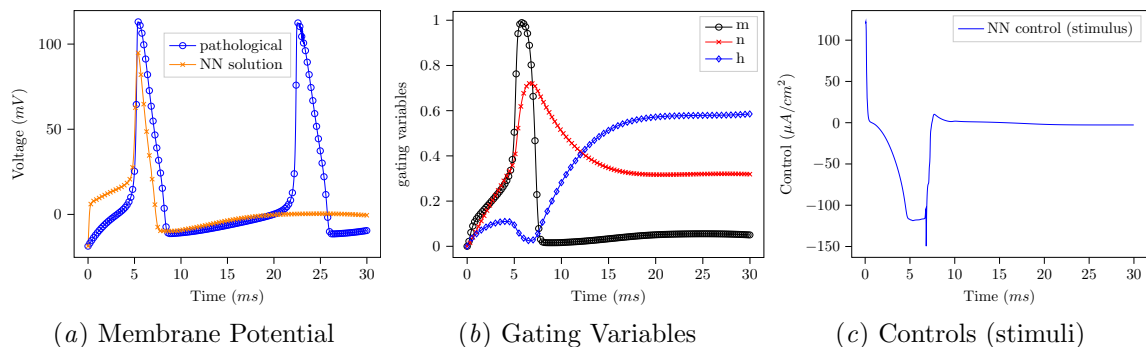 100
50
0
Voltage (mV)
pathological
NN solution
0 5 10 15 20 25 30
Time (ms)
(a) Membrane Potential
1
0.8
0.6
0.4
0.2
0
gating variables
m
n
h
0 5 10 15 20 25 30
Time (ms)
(b) Gating Variables
100
50
0
−50
−100
−150
Control (μA/cm²)
NN control (stimulus)
0 5 10 15 20 25 30
Time (ms)
(c) Controls (stimuli)